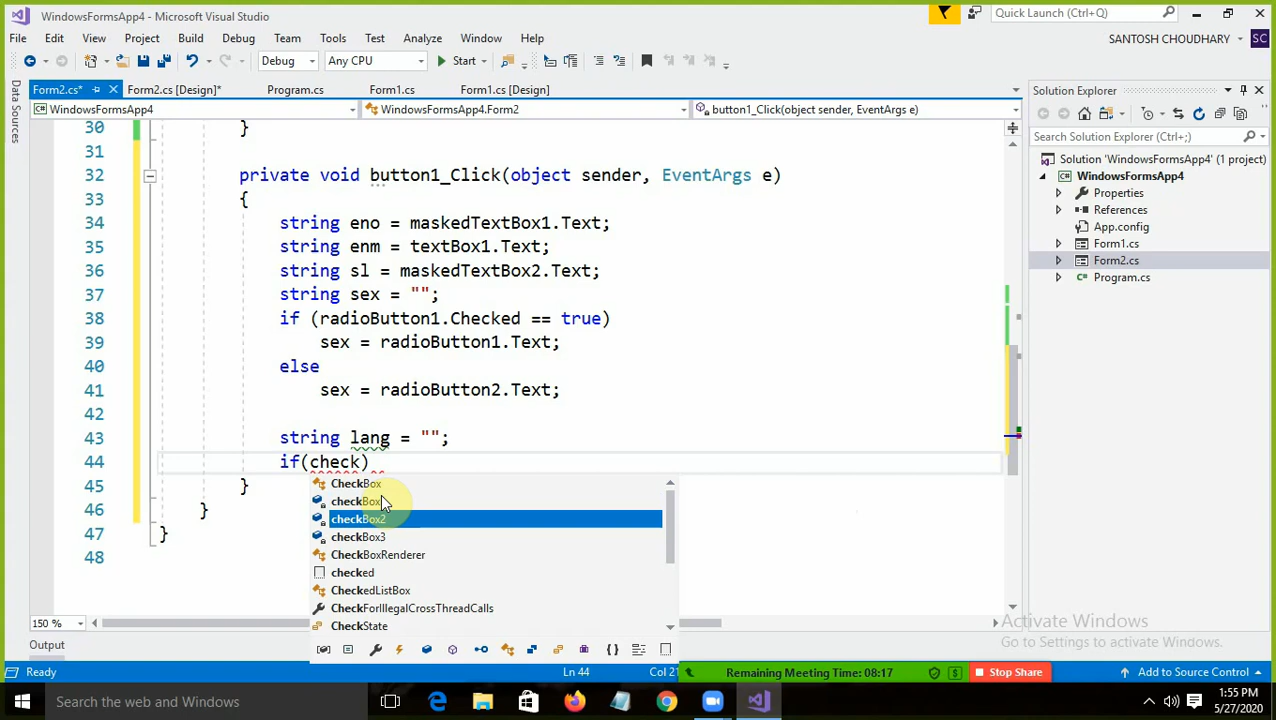 WindowsFormsApp4 - Microsoft Visual Studio
Quick Launch (Ctrl+Q)
File Edit View Project Build Debug Team Tools Test Analyze Window Help
SANTOSH CHOUDHARY SC
Debug Any CPU Start
Data Sources
Form2.cs* Form2.cs [Design]* Program.cs Form1.cs Form1.cs [Design]
WindowsFormsApp4 WindowsFormsApp4.Form2 button1_Click(object sender, EventArgs e)
30 }
31
32 private void button1_Click(object sender, EventArgs e)
33 {
34 string eno = maskedTextBox1.Text;
35 string enm = textBox1.Text;
36 string sl = maskedTextBox2.Text;
37 string sex = "";
38 if (radioButton1.Checked == true)
39 sex = radioButton1.Text;
40 else
41 sex = radioButton2.Text;
42
43 string lang = "";
44 if(check)
45 }
46 }
47 }
48
CheckBox
checkBox
checkBox2
checkBox3
CheckBoxRenderer
checked
CheckedListBox
CheckForIllegalCrossThreadCalls
CheckState
150 %
Solution Explorer
Search Solution Explorer (Ctrl+;)
Solution 'WindowsFormsApp4' (1 project)
WindowsFormsApp4
Properties
References
App.config
Form1.cs
Form2.cs
Program.cs
Activate Windows
Go to Settings to activate Windows.
Output
Ready Ln 44 Col 21 Remaining Meeting Time: 08:17 Stop Share Add to Source Control
Search the web and Windows
1:55 PM
5/27/2020